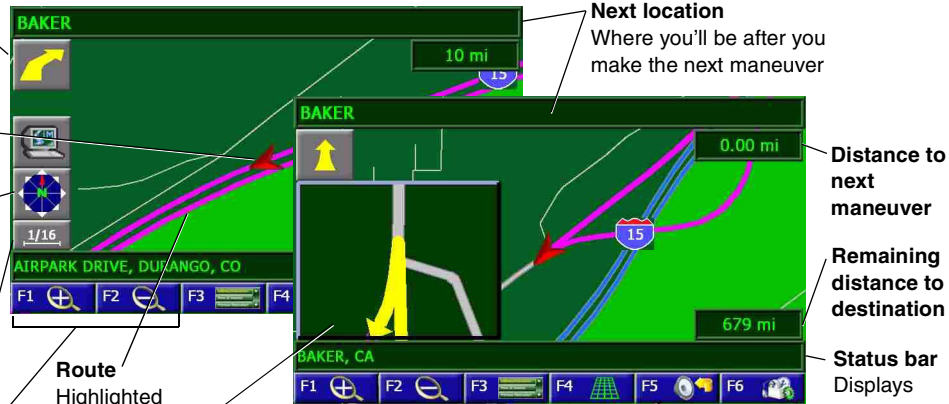 Next location
Where you'll be after you
make the next maneuver
BAKER
10 mi
15
BAKER
0.00 mi
15
Distance to
next
maneuver
1/16
AIRPARK DRIVE, DURANGO, CO
F1 F2 F3 F4
Remaining
distance to
destination
679 mi
BAKER, CA
F1 F2 F3 F4 F5 F6
Status bar
Displays
Route
Highlighted